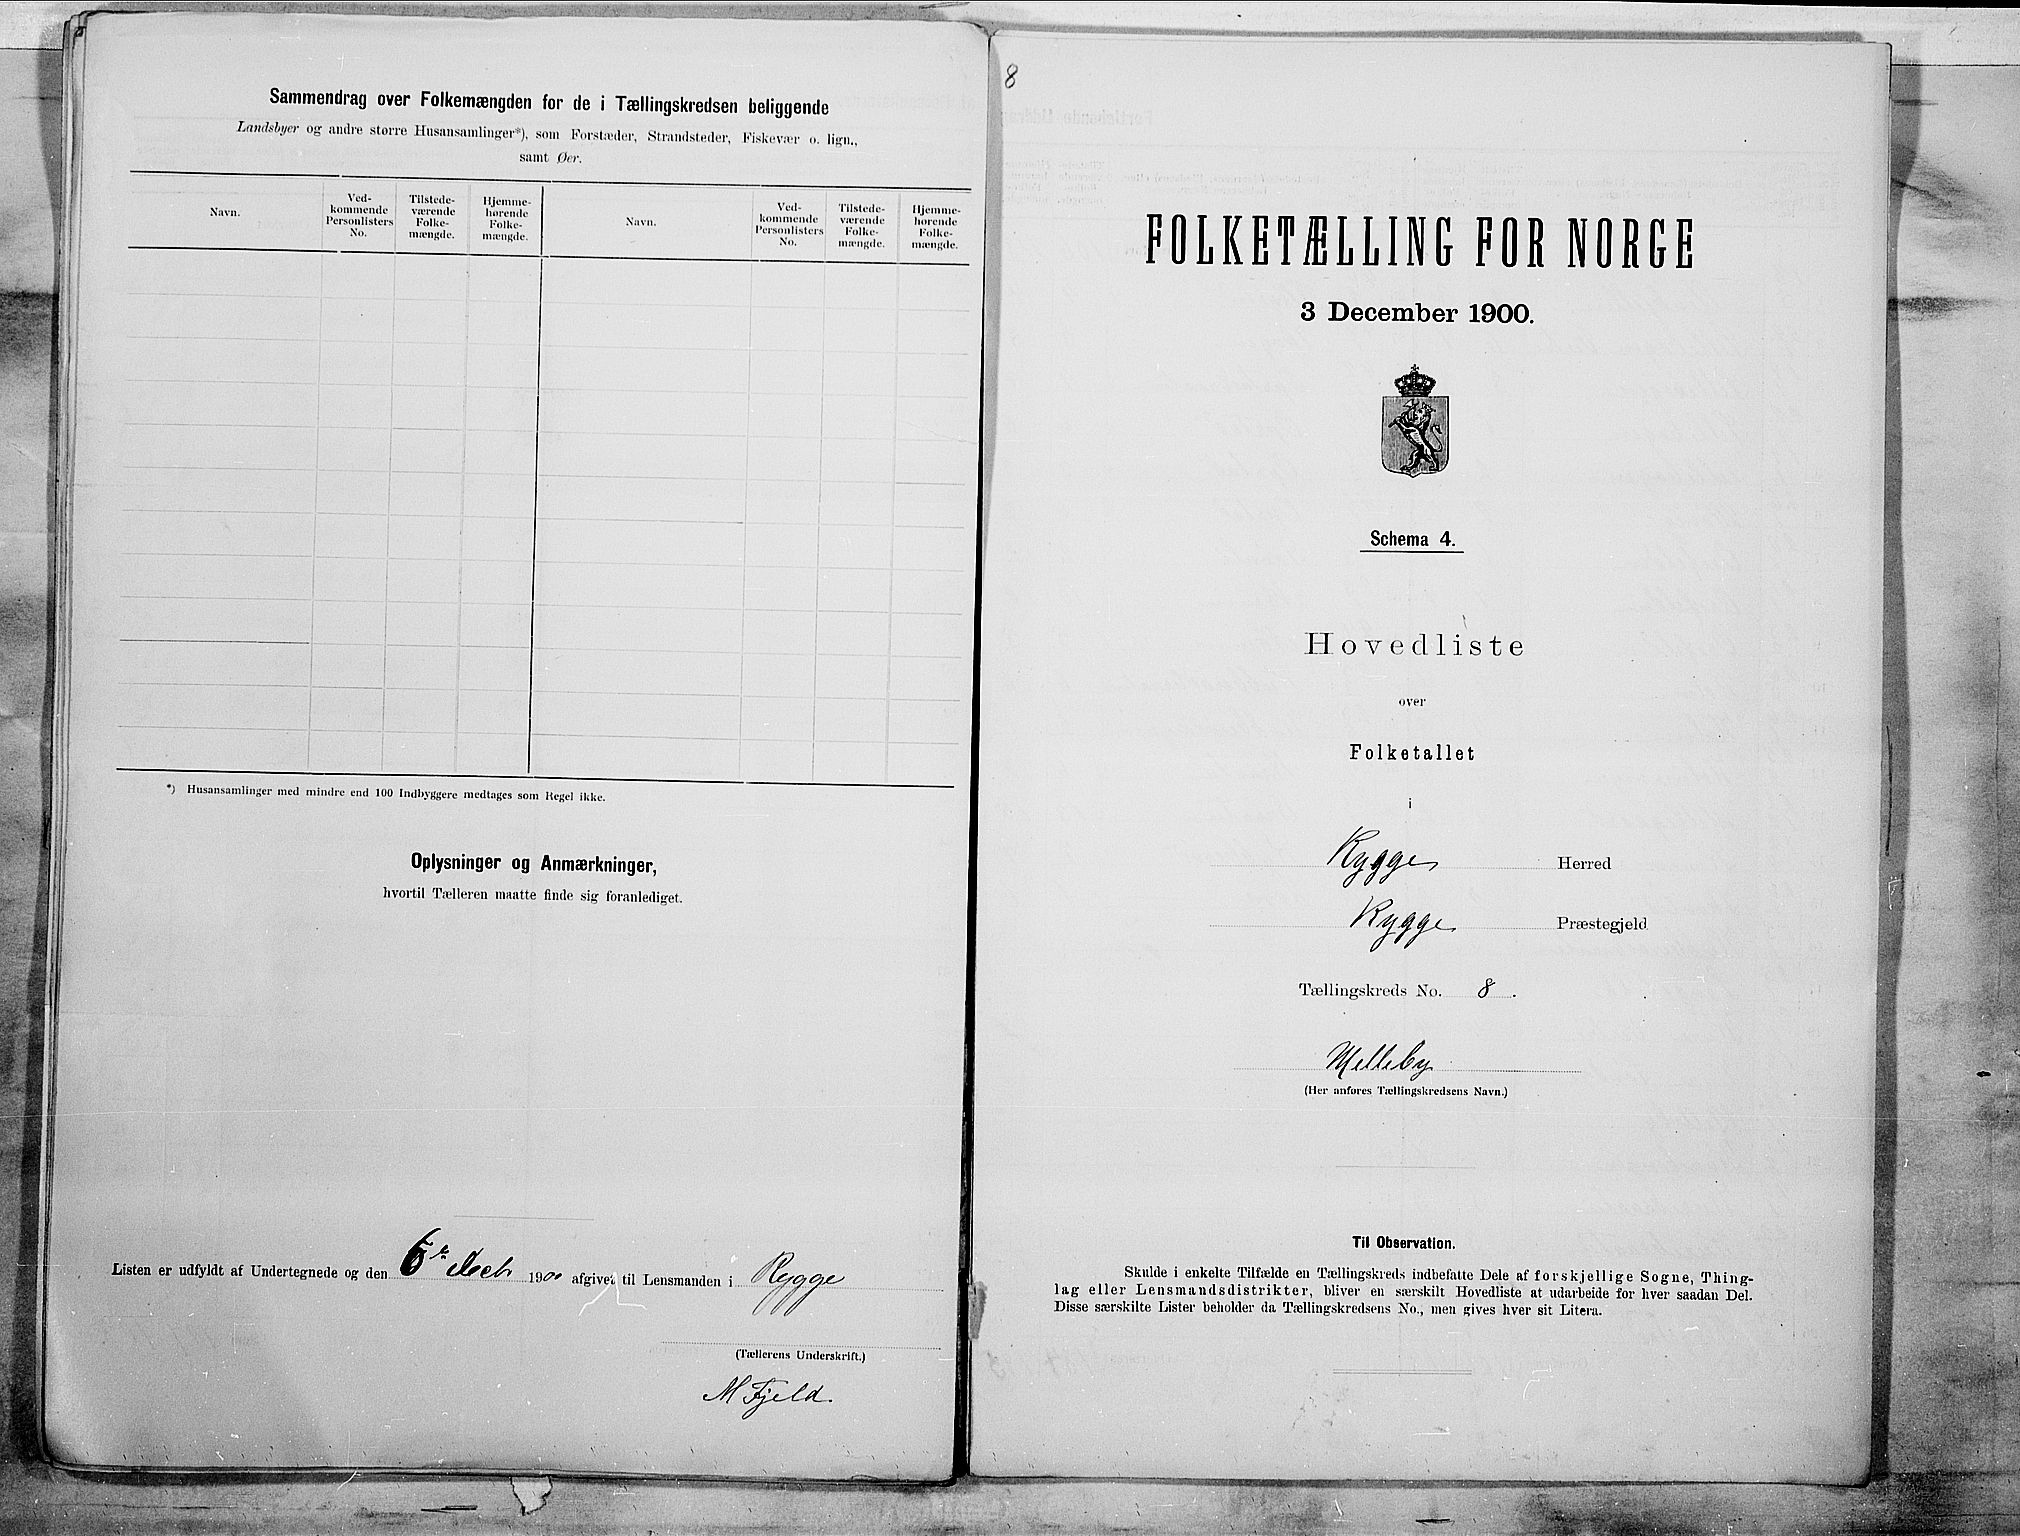 Sammendrag over Folkemængden for de i Tællingskredsen beliggende
Landsbyer og andre større Husansamlinger*), som Forstæder, Strandsteder, Fiskevær o. lign.,
samt Øer.
Navn.
Ved-
kommende
Personlisters
No.
Tilstede-
værende
Folke-
mængde.
Hjemme-
hørende
Folke-
mængde.
Navn.
Ved-
kommende
Personlisters
No.
Tilstede-
værende
Folke-
mængde.
Hjemme-
hørende
Folke-
mængde.
*) Husansamlinger med mindre end 100 Indbyggere medtages som Regel ikke.
Oplysninger og Anmærkninger,
hvortil Tælleren maatte finde sig foranlediget.
Listen er udfyldt af Undertegnede og den 6te Decb 1900 afgivet til Lensmanden i Rygge
(Tællerens Underskrift.)
M Fjeld.
8
FOLKETÆLLING FOR NORGE
3 December 1900.
Schema 4.
Hovedliste
over
Folketallet
i
Rygge Herred
Rygge Præstegjeld
Tællingskreds No. 8.
Melleby
(Her anføres Tællingskredsens Navn.)
Til Observation.
Skulde i enkelte Tilfælde en Tællingskreds indbefatte Dele af forskjellige Sogne, Thing-
lag eller Lensmandsdistrikter, bliver en særskilt Hovedliste at udarbeide for hver saadan Del.
Disse særskilte Lister beholder da Tællingskredsens No., men gives hver sit Litera.